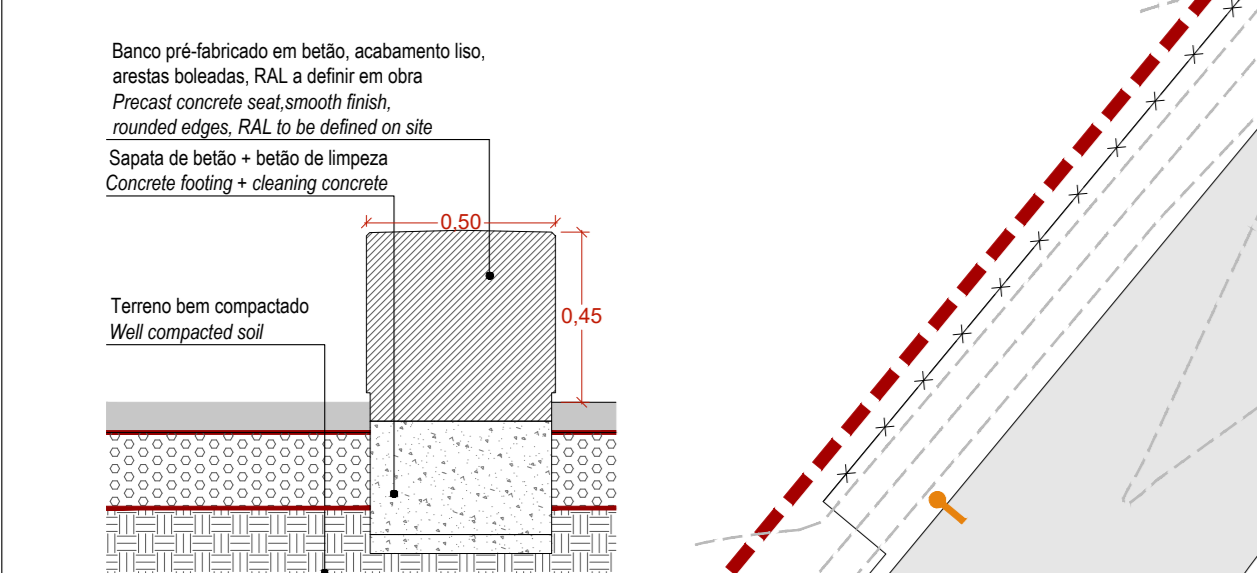 Banco pré-fabricado em betão, acabamento liso,
arestas boleadas, RAL a definir em obra
Precast concrete seat,smooth finish,
rounded edges, RAL to be defined on site
Sapata de betão + betão de limpeza
Concrete footing + cleaning concrete
0.50
0,45
Terreno bem compactado
Well compacted soil